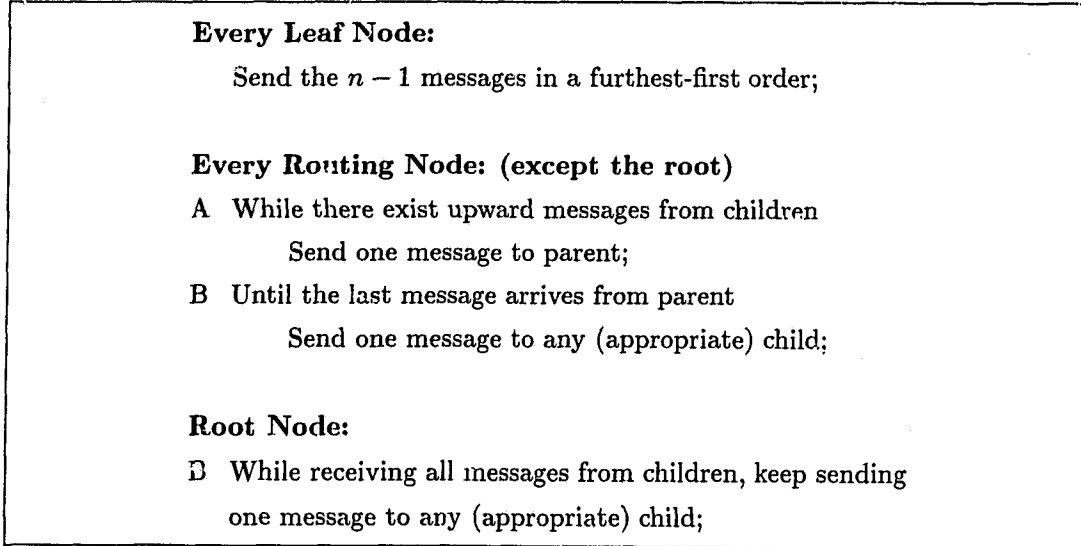 Every Leaf Node:
Send the n − 1 messages in a furthest-first order;
Every Routing Node: (except the root)
A While there exist upward messages from children
Send one message to parent;
B Until the last message arrives from parent
Send one message to any (appropriate) child;
Root Node:
B While receiving all messages from children, keep sending
one message to any (appropriate) child;